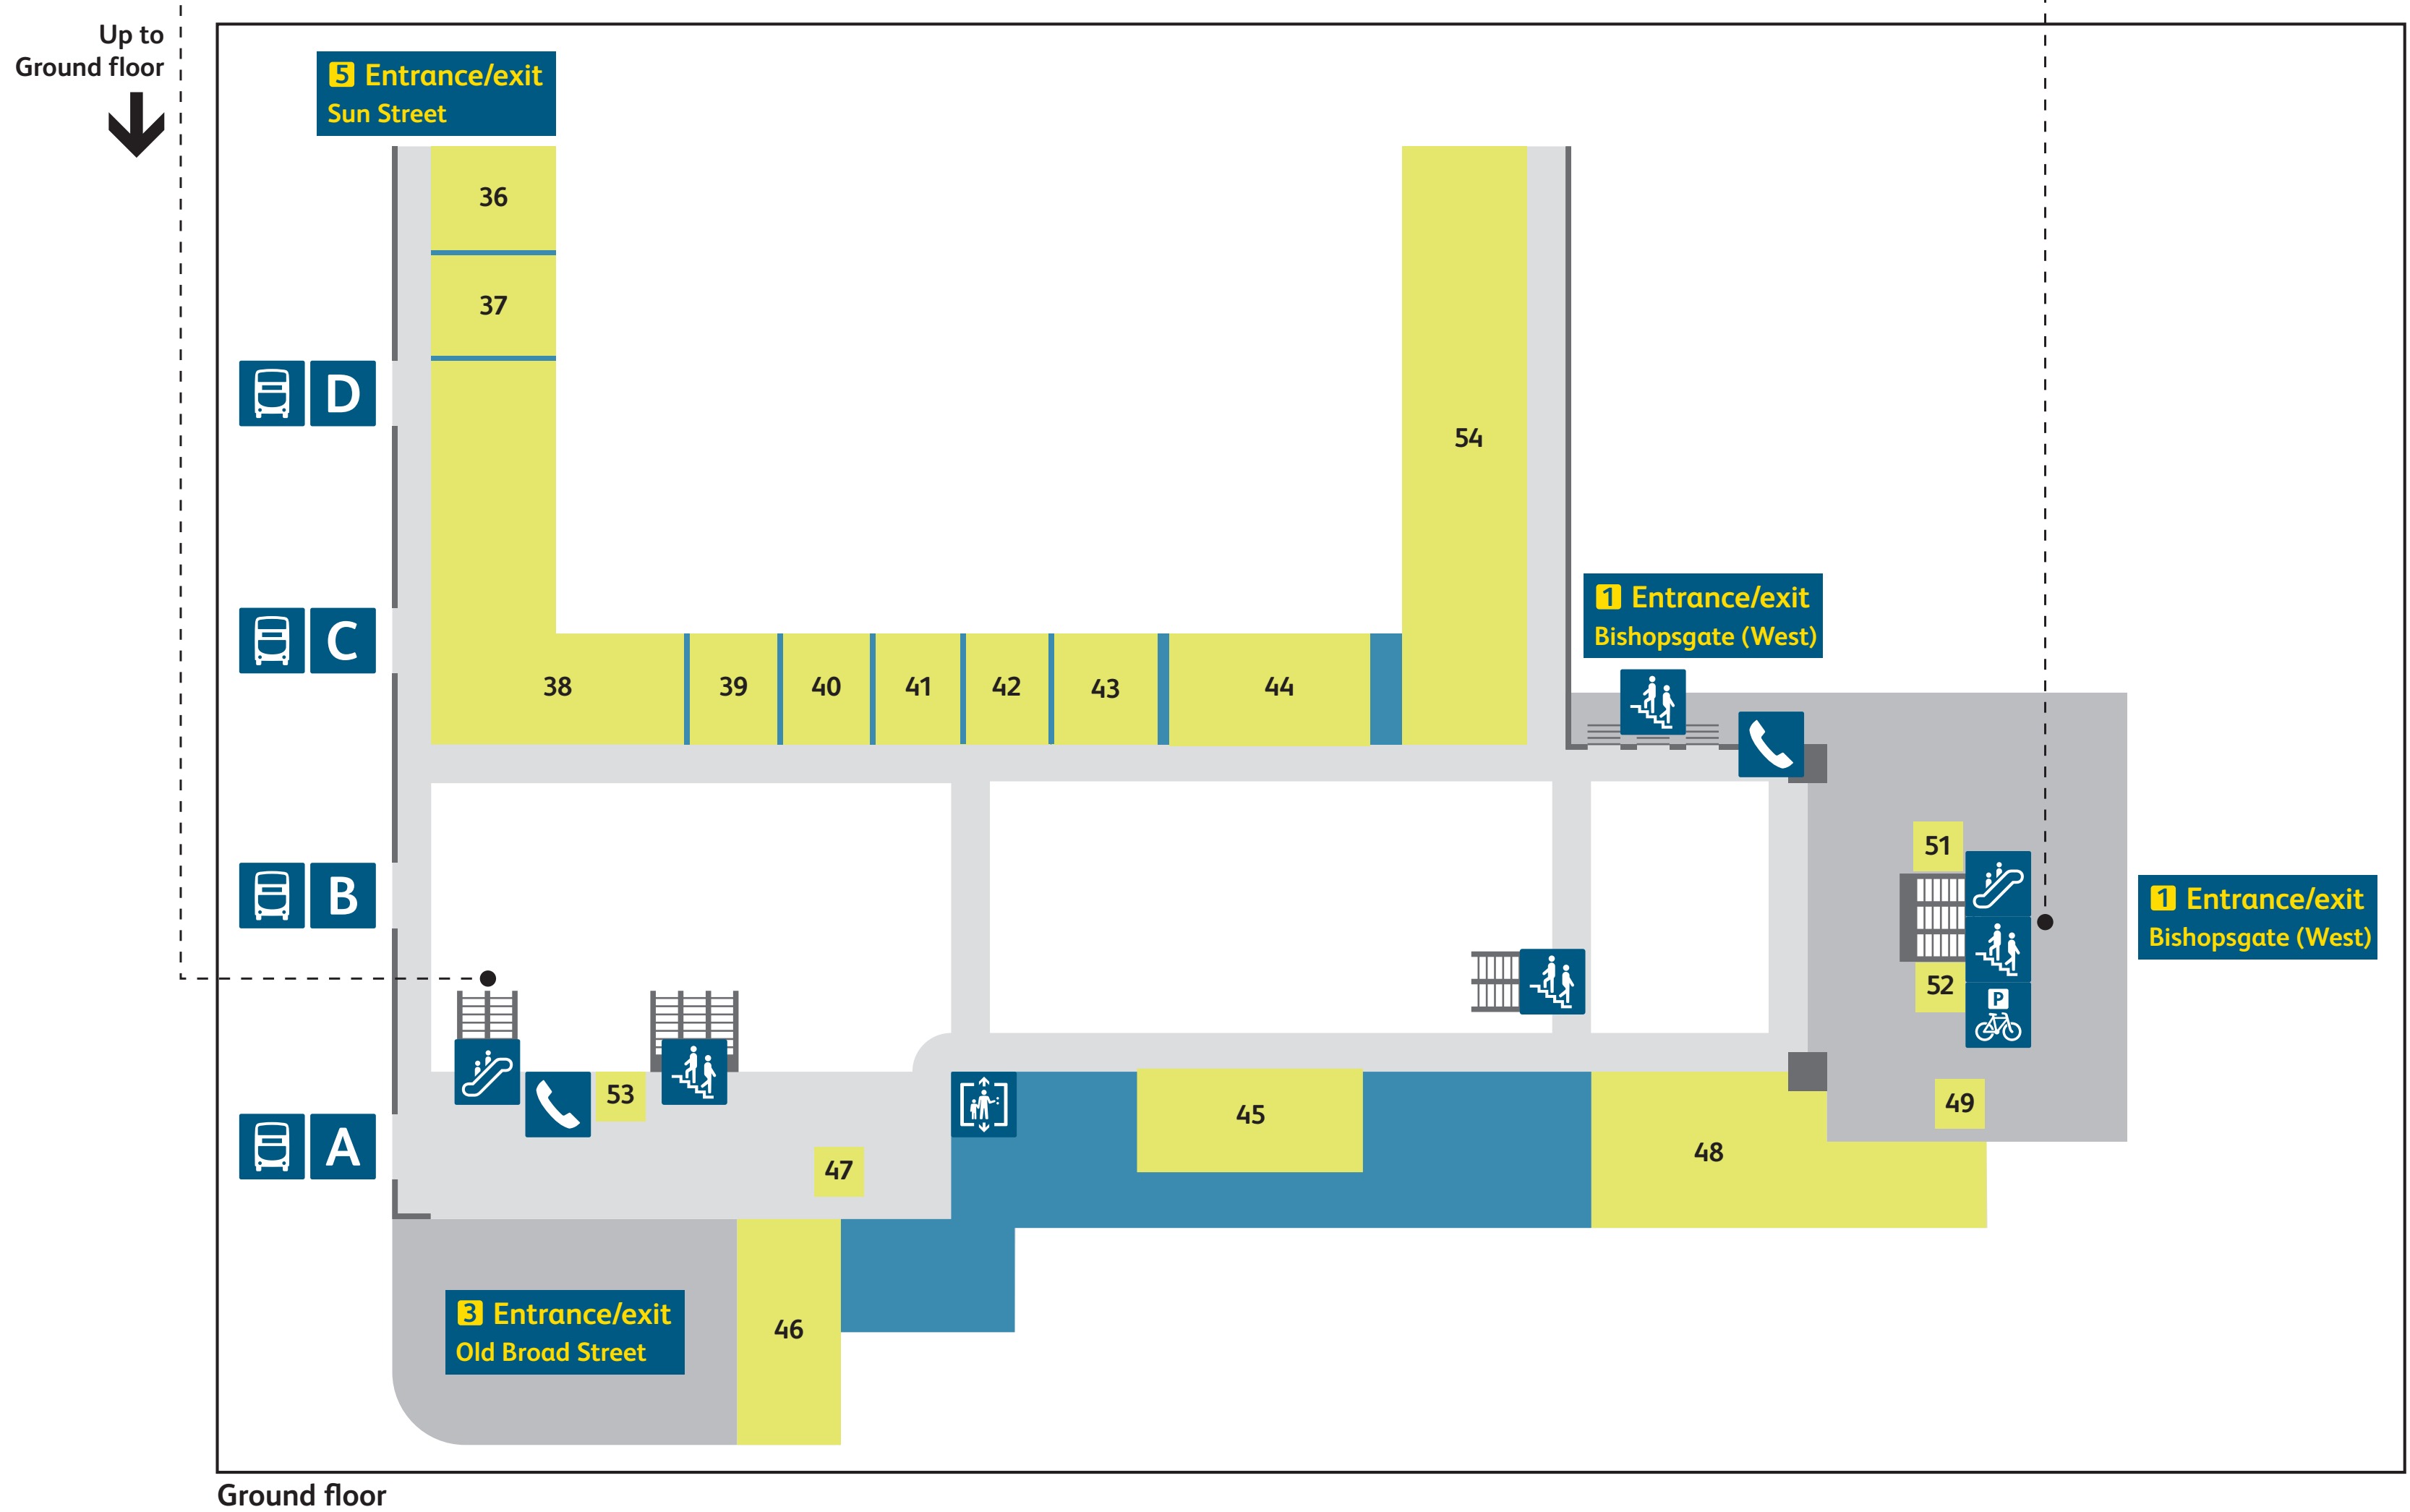 Up to
Ground floor
5 Entrance/exit
Sun Street
36
37
D
54
1 Entrance/exit
Bishopsgate (West)
C
38
39
40
41
42
43
44
51
B
1 Entrance/exit
Bishopsgate (West)
52
P
53
45
49
A
47
48
3 Entrance/exit
Old Broad Street
46
Ground floor